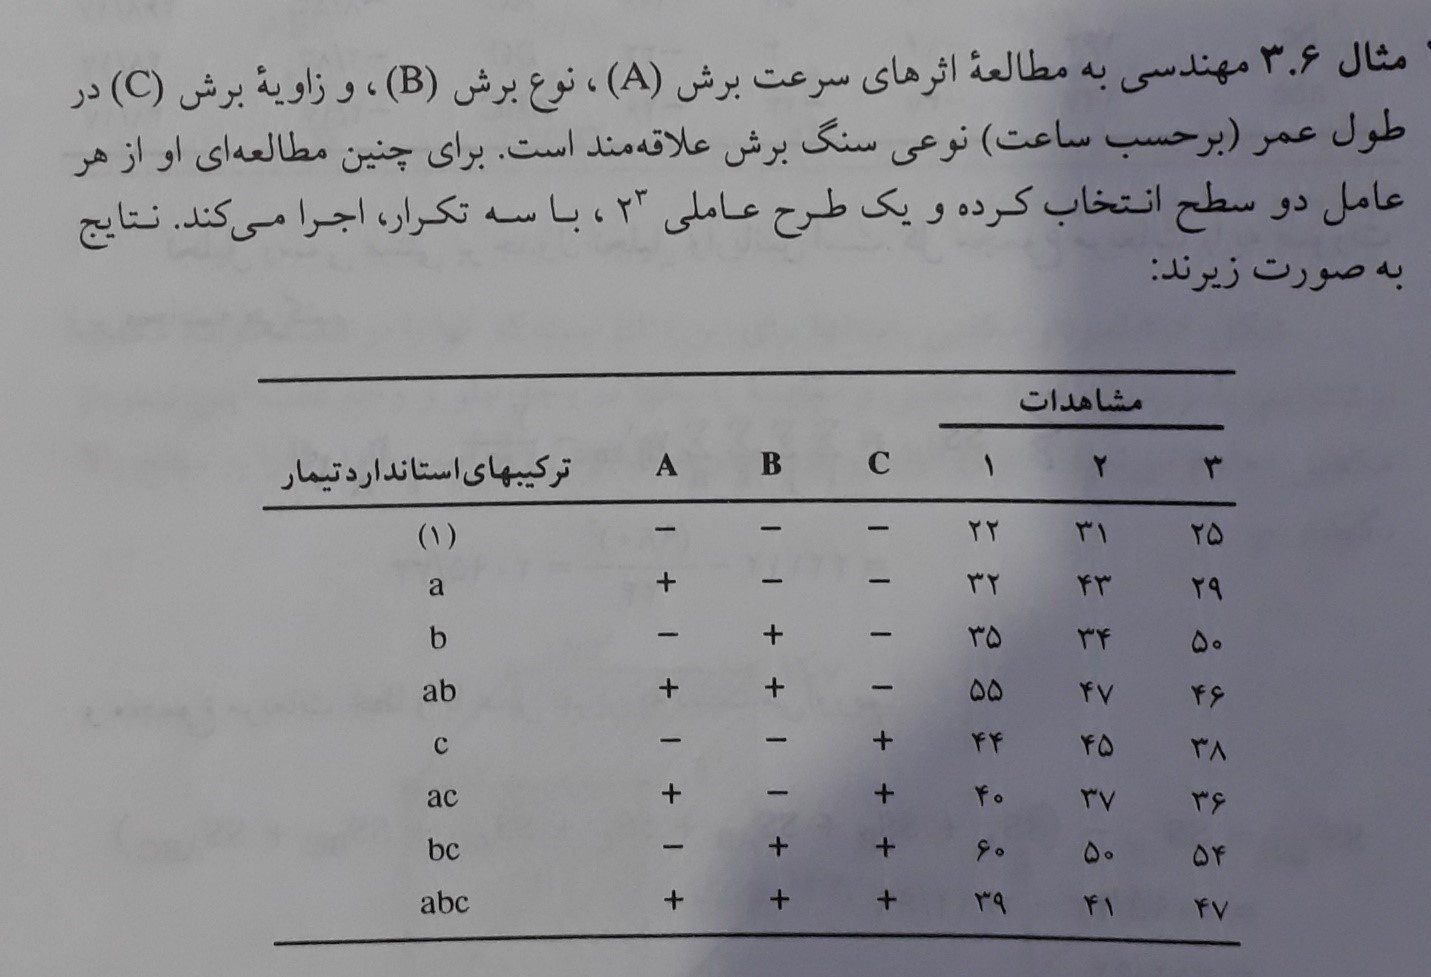 مثال ۳.۶ مهندسی به مطالعهٔ اثرهای سرعت برش (A)، نوع برش (B)، و زاویهٔ برش (C) در
طول عمر (برحسب ساعت) نوعی سنگ برش علاقه‌مند است. برای چنین مطالعه‌ای او از هر
عامل دو سطح انتخاب کرده و یک طرح عاملی ۲۳، با سه تکرار، اجرا می‌کند. نتایج
به صورت زیرند:
مشاهدات
ترکیبهای استاندارد تیمار A B C ۱ ۲ ۳
(۱) − − − ۲۲ ۳۱ ۲۵
a + − − ۳۲ ۴۳ ۲۹
b − + − ۳۵ ۳۴ ۵۰
ab + + − ۵۵ ۴۷ ۴۶
c − − + ۴۴ ۴۵ ۳۸
ac + − + ۴۰ ۳۷ ۳۶
bc − + + ۶۰ ۵۰ ۵۴
abc + + + ۳۹ ۴۱ ۴۷